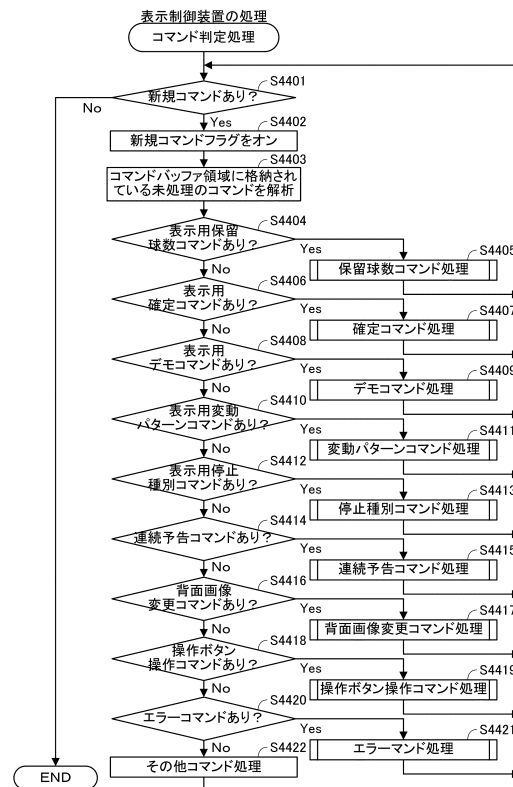 表示制御装置の処理
コマンド判定処理
S4401
新規コマンドあり？
No
Yes
S4402
新規コマンドフラグをオン
S4403
コマンドバッファ領域に格納され
ている未処理のコマンドを解析
S4404
表示用保留
球数コマンドあり？
Yes
S4405
保留球数コマンド処理
No
S4406
表示用
確定コマンドあり？
Yes
S4407
確定コマンド処理
No
S4408
表示用
デモコマンドあり？
Yes
S4409
デモコマンド処理
No
S4410
表示用変動
パターンコマンドあり？
Yes
S4411
変動パターンコマンド処理
No
S4412
表示用停止
種別コマンドあり？
Yes
S4413
停止種別コマンド処理
No
S4414
連続予告コマンドあり？
Yes
S4415
連続予告コマンド処理
No
S4416
背面画像
変更コマンドあり？
Yes
S4417
背面画像変更コマンド処理
No
S4418
操作ボタン
操作コマンドあり？
Yes
S4419
操作ボタン操作コマンド処理
No
S4420
エラーコマンドあり？
Yes
S4421
エラーマンド処理
No
S4422
その他コマンド処理
END